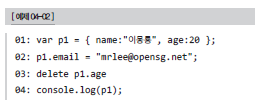 [예제 04-02]
01: var p1 = { name:"이몽룡", age:20 };
02: p1.email = "mrlee@opensg.net";
03: delete p1.age
04: console.log(p1);